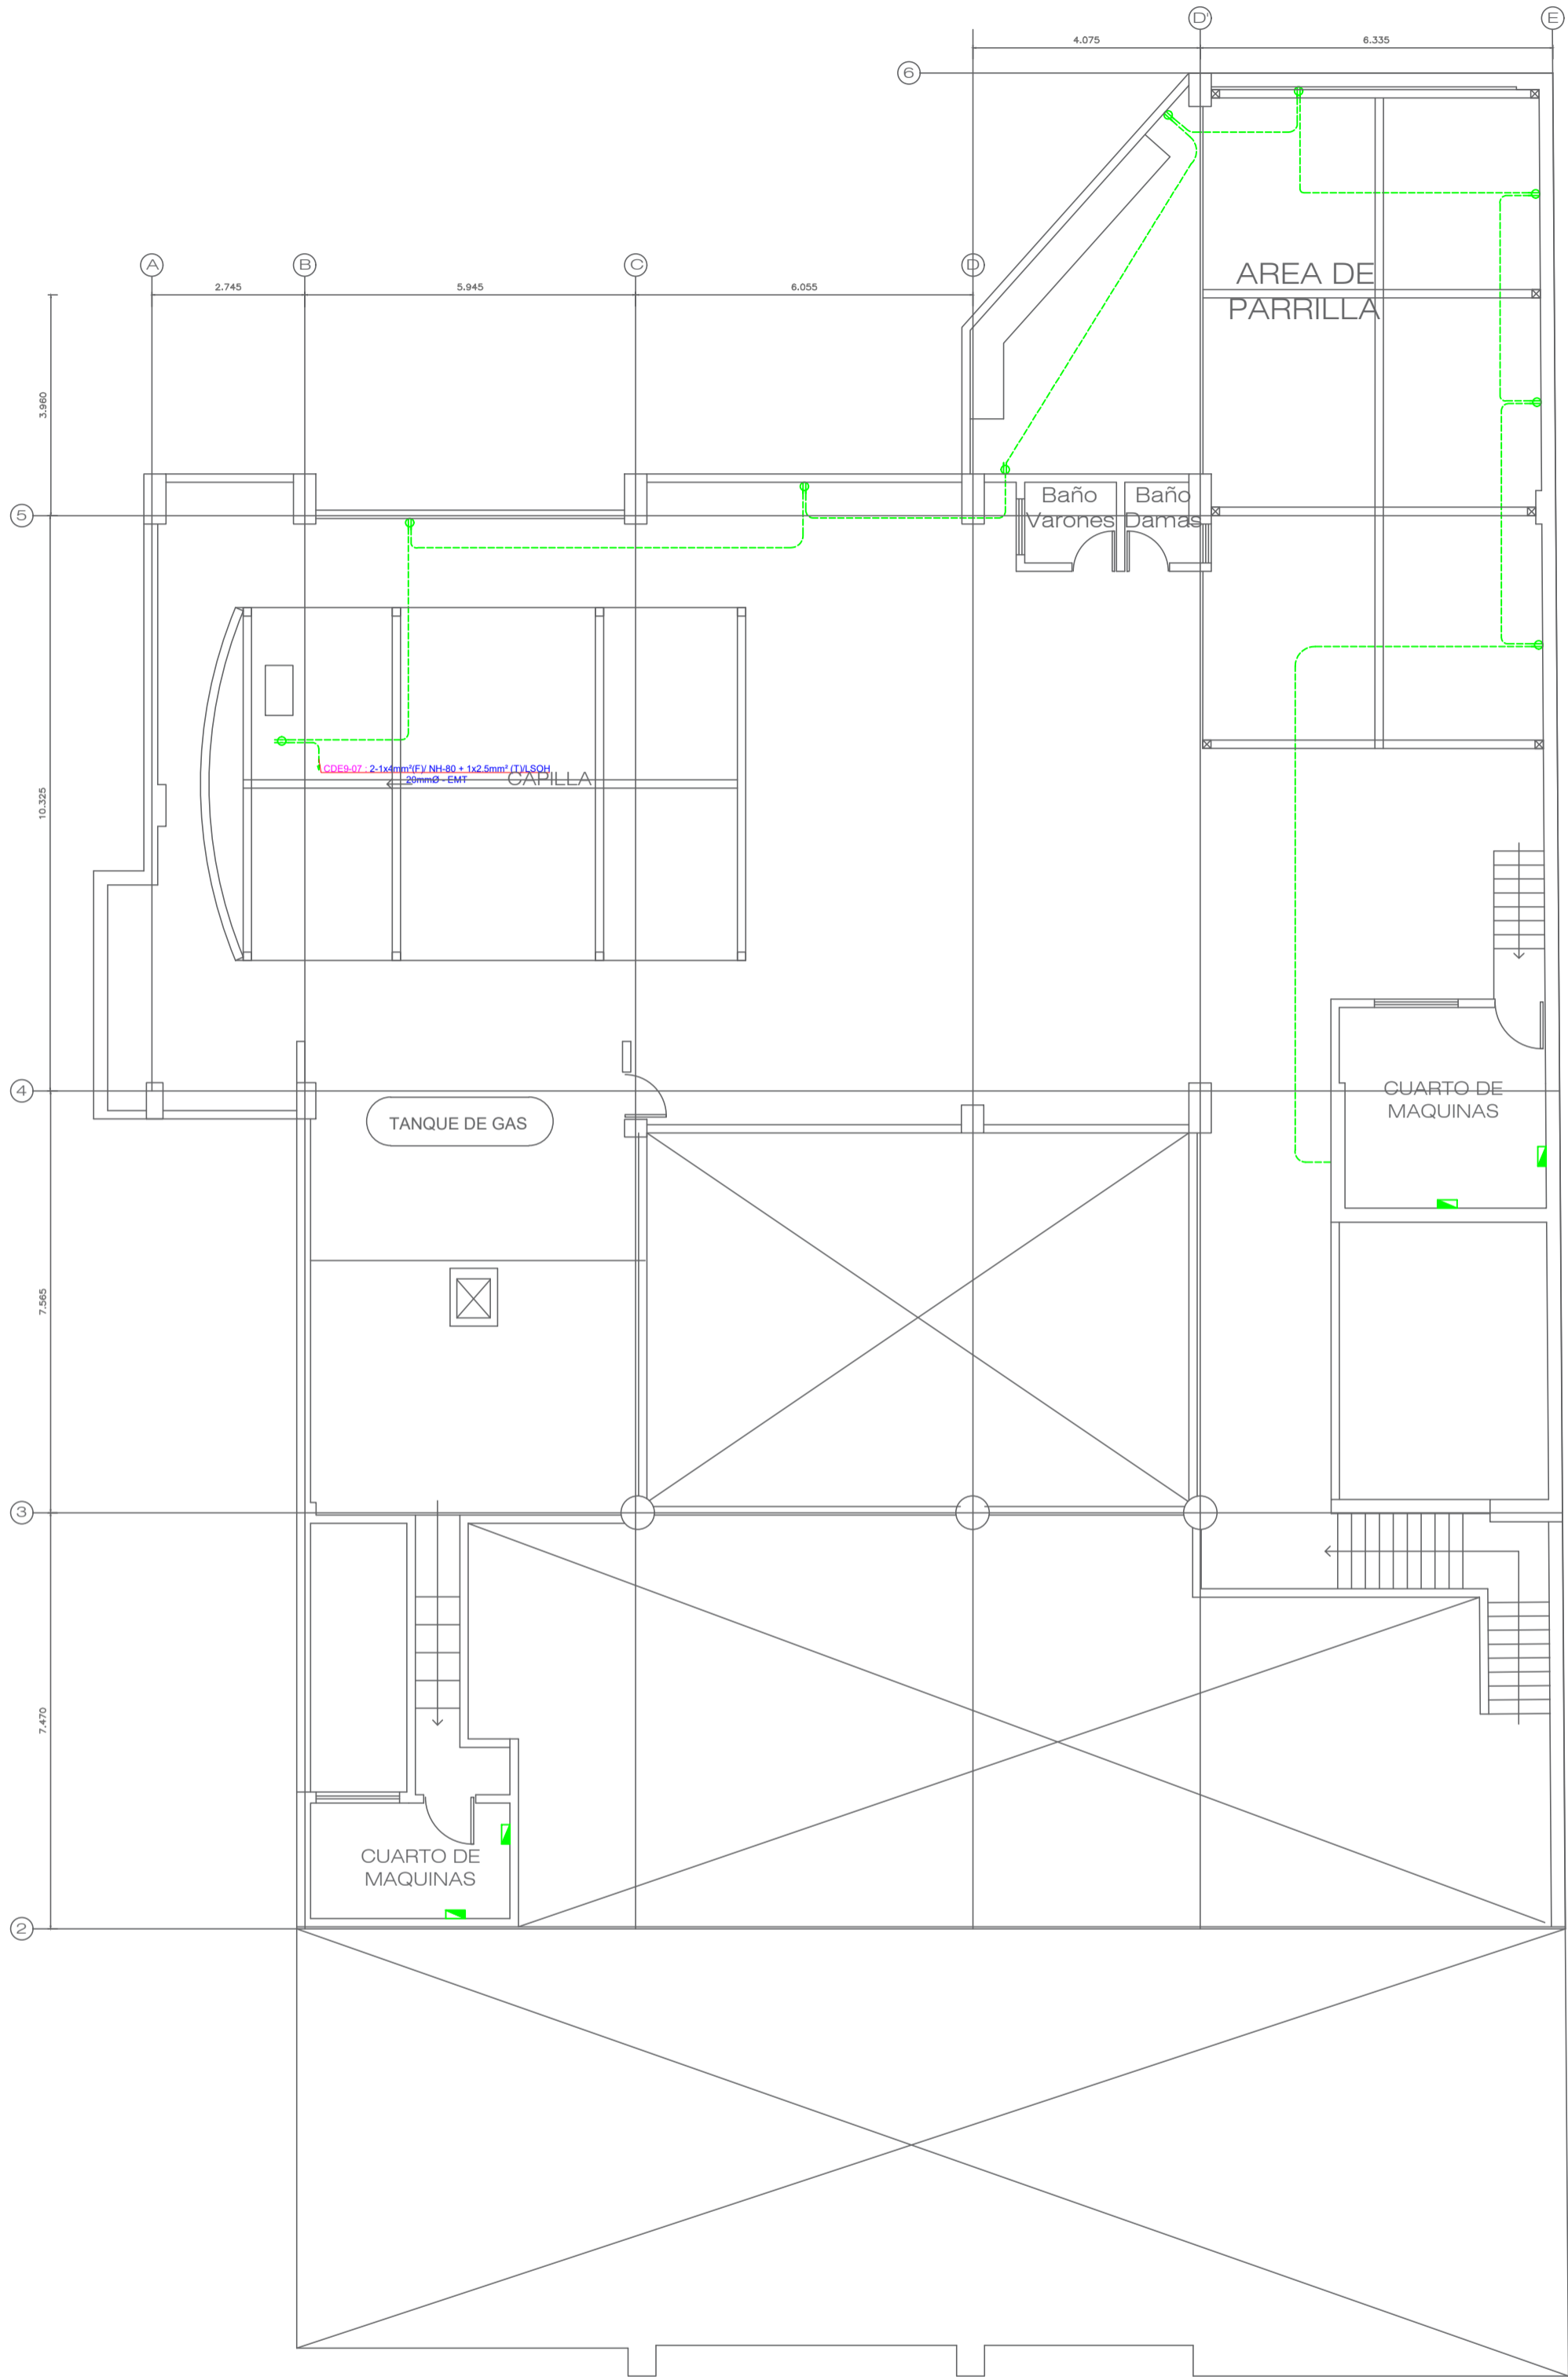 D'
E
4.075
6.335
6
A
B
C
D
2.745
5.945
6.055
AREA DE
PARRILLA
3.960
Baño
Varones
Baño
Damas
5
CDE9-07 : 2-1x4mm²(F)/ NH-80 + 1x2.5mm² (T)/LSOH
20mmØ - EMT
CAPILLA
10.325
4
TANQUE DE GAS
CUARTO DE
MAQUINAS
7.565
3
7.470
CUARTO DE
MAQUINAS
2